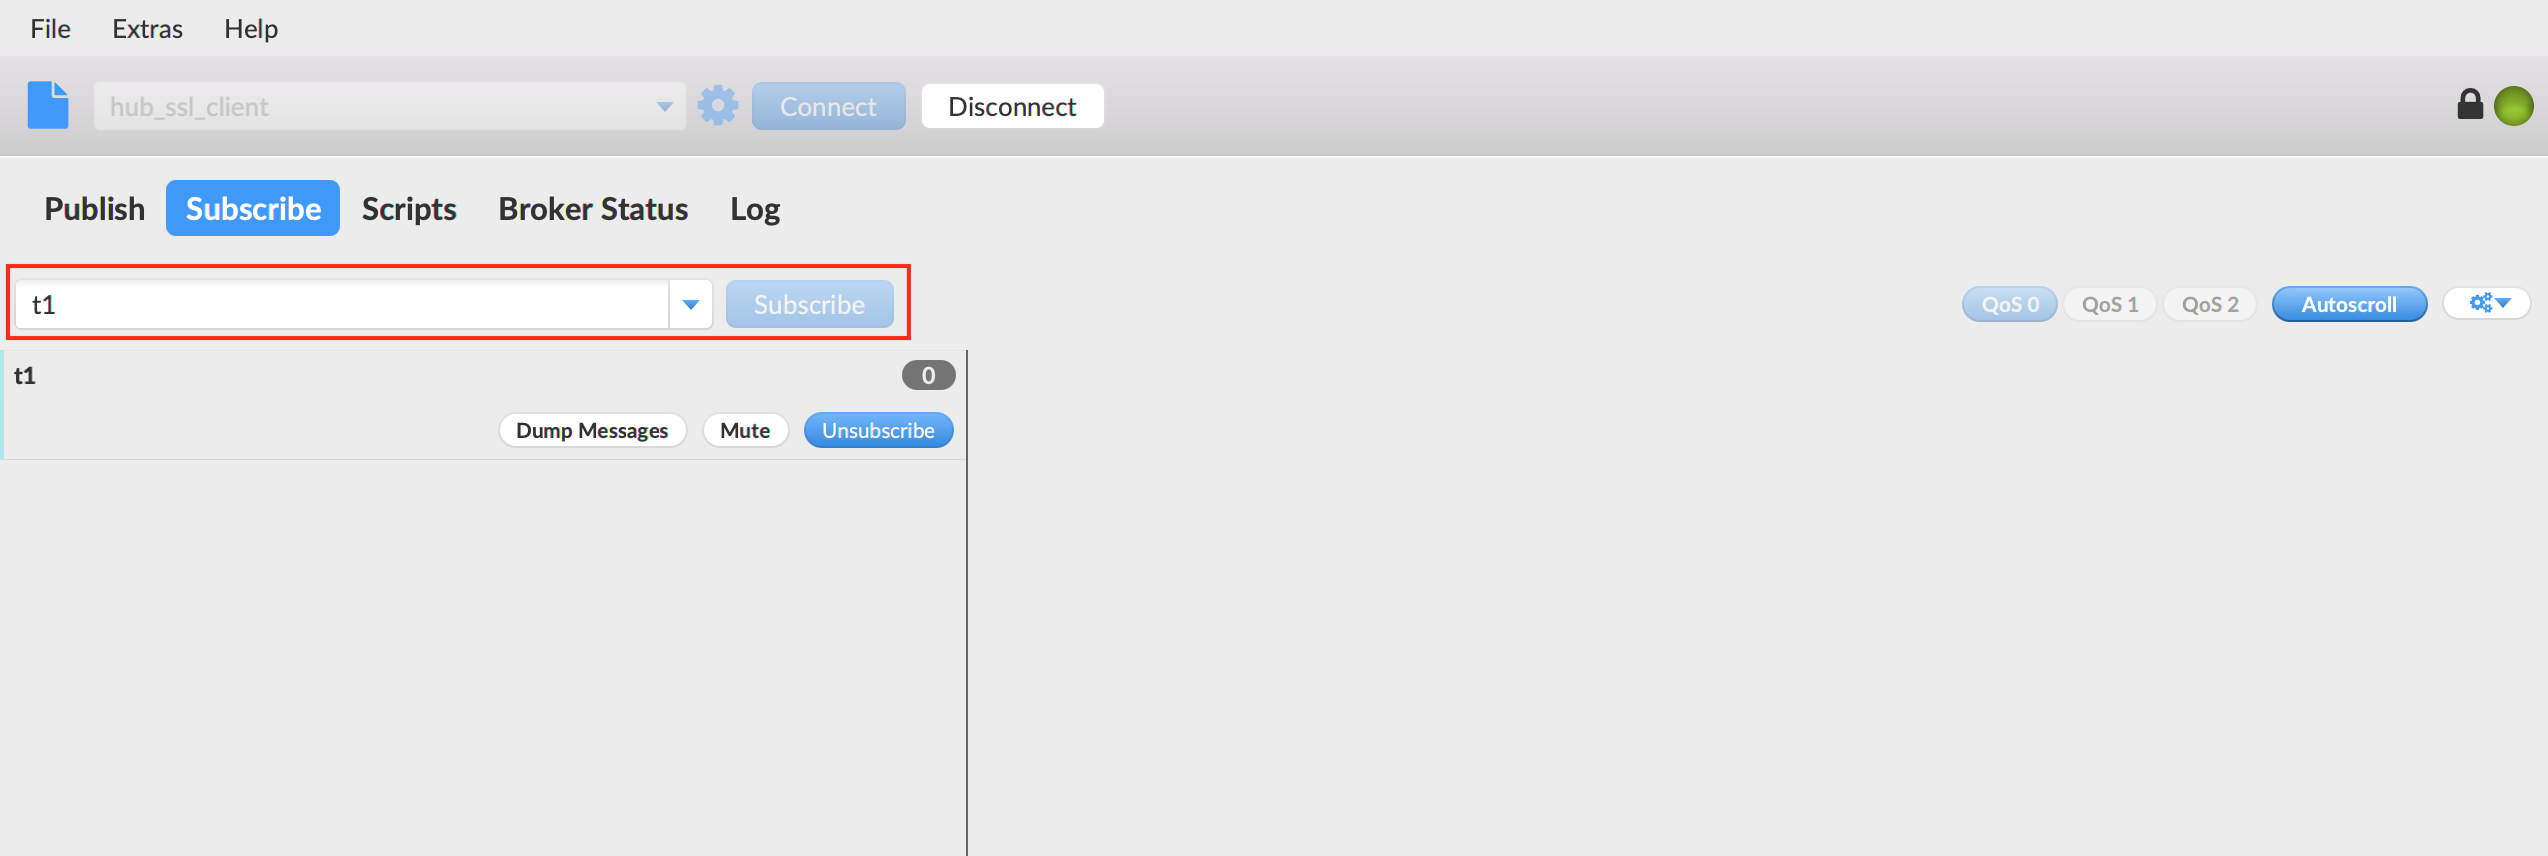 File Extras Help
hub_ssl_client Connect Disconnect
Publish Subscribe Scripts Broker Status Log
t1 Subscribe QoS 0 QoS 1 QoS 2 Autoscroll
t1 0
Dump Messages Mute Unsubscribe